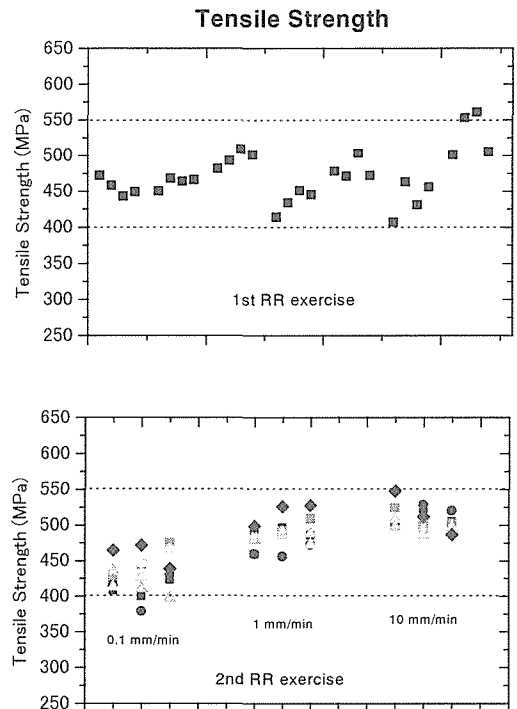 Tensile Strength
Tensile Strength (MPa)
650
600
550
500
450
400
350
300
250
1st RR exercise
Tensile Strength (MPa)
650
600
550
500
450
400
350
300
250
0.1 mm/min
1 mm/min
10 mm/min
2nd RR exercise